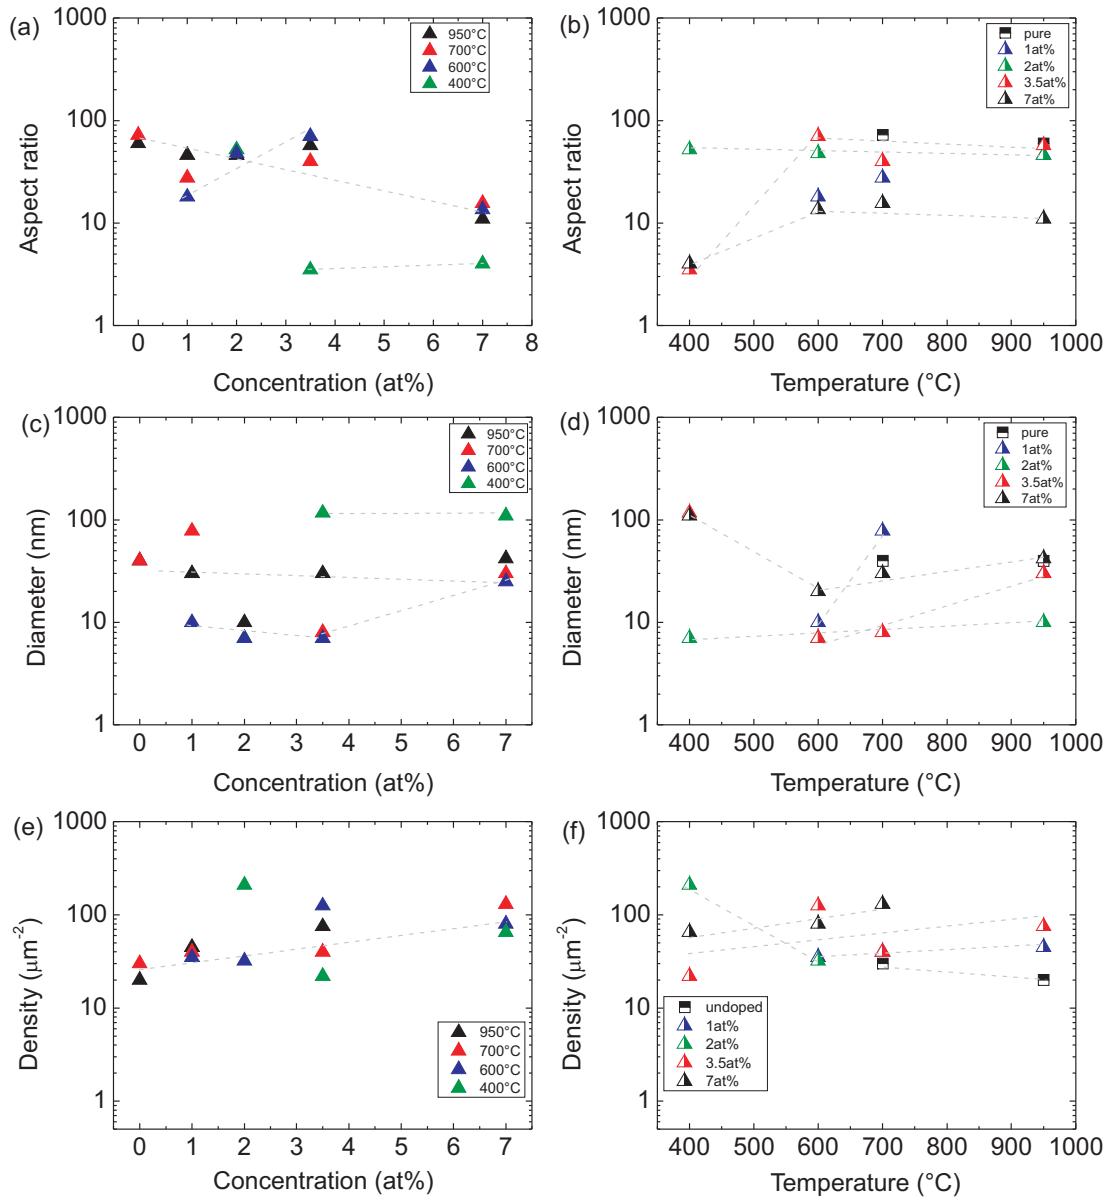 (a)
1000
100
10
1
Aspect ratio
950°C
700°C
600°C
400°C
0 1 2 3 4 5 6 7 8
Concentration (at%)
(b)
1000
100
10
1
Aspect ratio
pure
1at%
2at%
3.5at%
7at%
400 500 600 700 800 900 1000
Temperature (°C)
(c)
1000
100
10
1
Diameter (nm)
950°C
700°C
600°C
400°C
0 1 2 3 4 5 6 7
Concentration (at%)
(d)
1000
100
10
1
Diameter (nm)
pure
1at%
2at%
3.5at%
7at%
400 500 600 700 800 900 1000
Temperature (°C)
(e)
1000
100
10
1
Density (μm⁻²)
950°C
700°C
600°C
400°C
0 1 2 3 4 5 6 7
Concentration (at%)
(f)
1000
100
10
1
Density (μm⁻²)
undoped
1at%
2at%
3.5at%
7at%
400 500 600 700 800 900 1000
Temperature (°C)